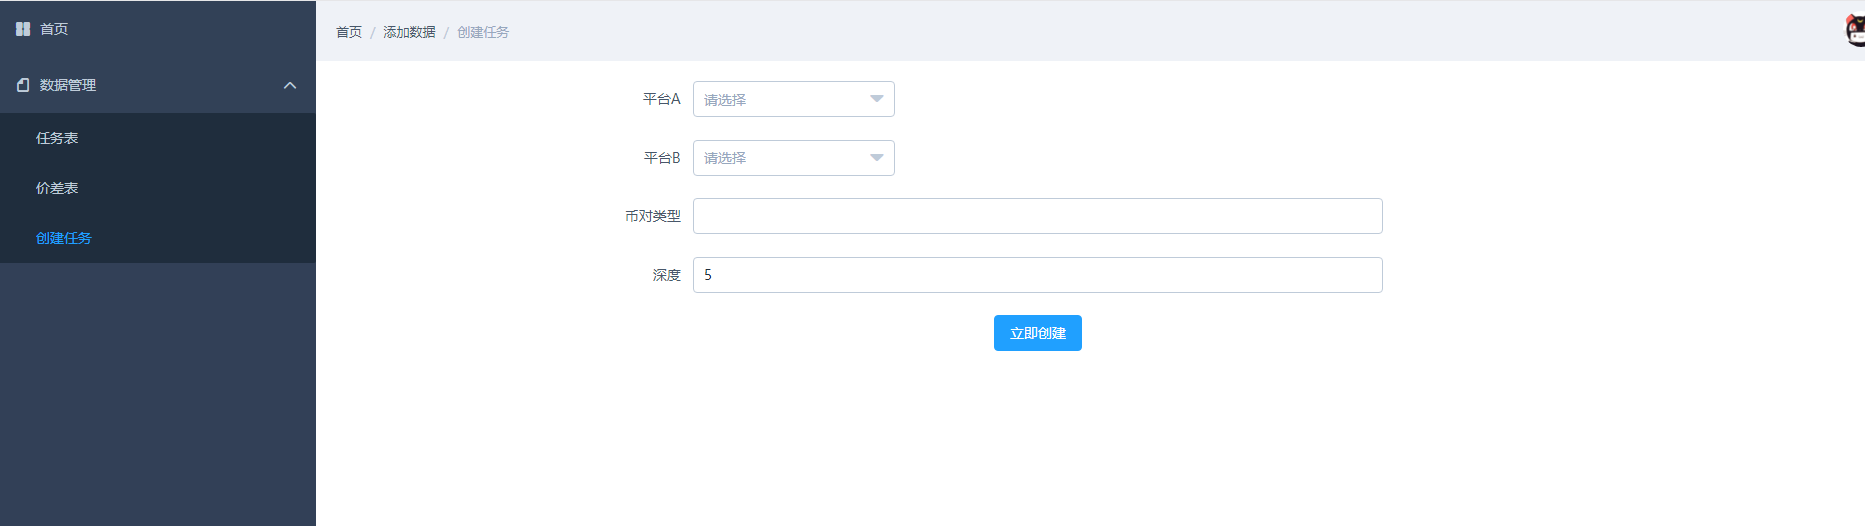 首页
数据管理
任务表
价差表
创建任务
首页 / 添加数据 / 创建任务
平台A 请选择
平台B 请选择
币对类型
深度 5
立即创建